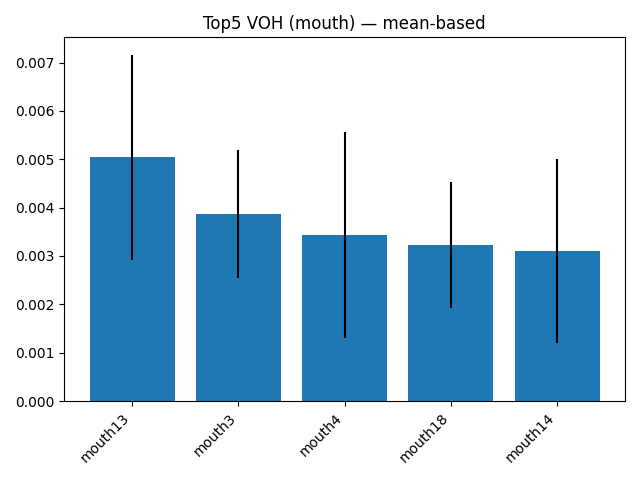 Top5 VOH (mouth) — mean-based
0.007
0.006
0.005
0.004
0.003
0.002
0.001
0.000
mouth13
mouth3
mouth4
mouth18
mouth14